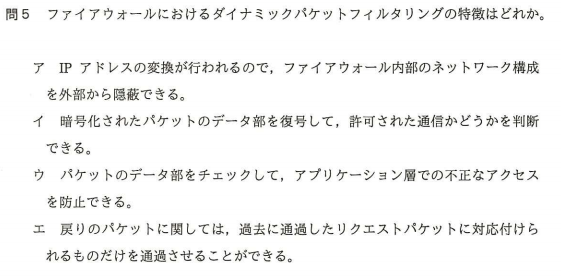 問5 ファイアウォールにおけるダイナミックパケットフィルタリングの特徴はどれか。
ア IP アドレスの変換が行われるので，ファイアウォール内部のネットワーク構成
を外部から隠蔽できる。
イ 暗号化されたパケットのデータ部を復号して，許可された通信かどうかを判断
できる。
ウ パケットのデータ部をチェックして，アプリケーション層での不正なアクセス
を防止できる。
エ 戻りのパケットに関しては，過去に通過したリクエストパケットに対応付けら
れるものだけを通過させることができる。